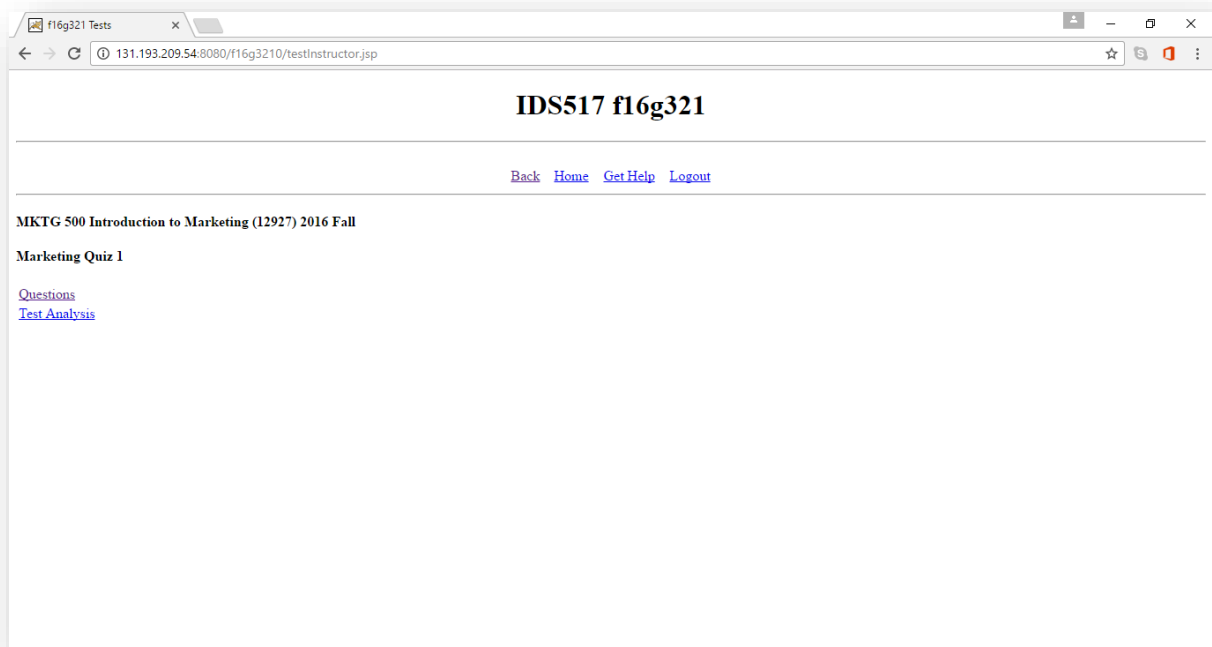 f16g321 Tests
131.193.209.54:8080/f16g3210/testInstructor.jsp
IDS517 f16g321
Back Home Get Help Logout
MKTG 500 Introduction to Marketing (12927) 2016 Fall
Marketing Quiz 1
Questions
Test Analysis